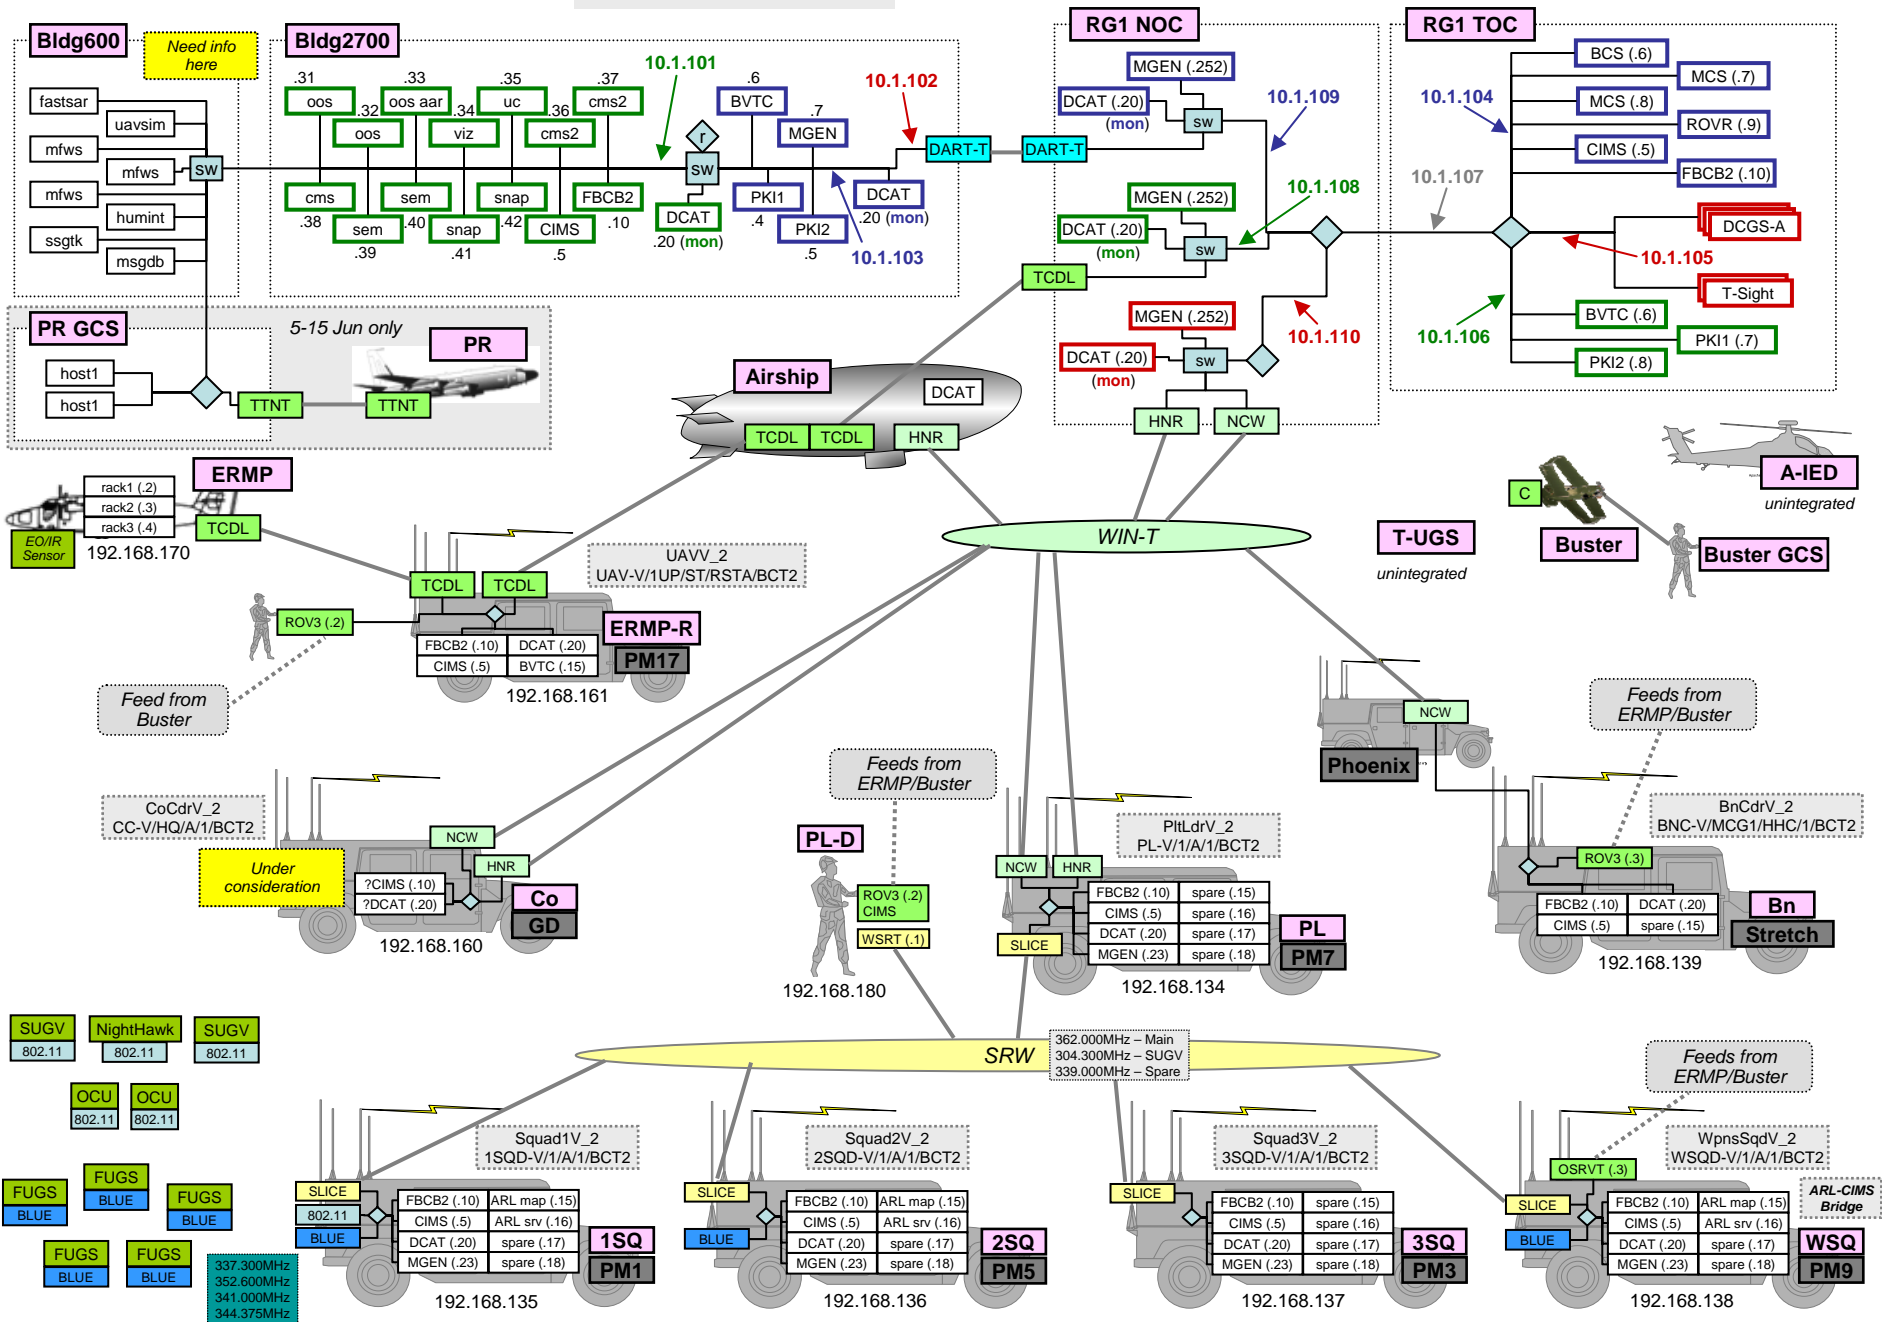 Bldg600
Need info
here
fastsar
uavsim
mfws
mfws
mfws
humint
ssgtk
msgdb
sw
Bldg2700
.31
.33
.35
.37
oos
oos aar
uc
cms2
.32
.34
.36
oos
viz
cms2
cms
sem
snap
FBCB2
.38
.40
.42
.10
sem
snap
CIMS
.39
.41
.5
10.1.101
r
sw
DCAT
.20 (mon)
.6
BVTC
.7
MGEN
PKI1
.4
PKI2
.5
10.1.102
DCAT
.20 (mon)
10.1.103
DART-T
DART-T
RG1 NOC
MGEN (.252)
DCAT (.20)
(mon)
sw
10.1.109
MGEN (.252)
DCAT (.20)
(mon)
sw
10.1.108
TCDL
MGEN (.252)
DCAT (.20)
(mon)
sw
10.1.110
HNR
NCW
10.1.107
RG1 TOC
10.1.104
BCS (.6)
MCS (.7)
MCS (.8)
ROVR (.9)
CIMS (.5)
FBCB2 (.10)
DCGS-A
10.1.105
T-Sight
10.1.106
BVTC (.6)
PKI1 (.7)
PKI2 (.8)
PR GCS
5-15 Jun only
PR
host1
host1
TTNT
TTNT
Airship
DCAT
TCDL
TCDL
HNR
ERMP
rack1 (.2)
rack2 (.3)
rack3 (.4)
TCDL
EO/IR
Sensor
192.168.170
WIN-T
A-IED
unintegrated
C
Buster
Buster GCS
T-UGS
unintegrated
UAVV_2
UAV-V/1UP/ST/RSTA/BCT2
TCDL
TCDL
ROV3 (.2)
ERMP-R
PM17
FBCB2 (.10)
DCAT (.20)
CIMS (.5)
BVTC (.15)
192.168.161
Feed from
Buster
NCW
Phoenix
Feeds from
ERMP/Buster
BnCdrV_2
BNC-V/MCG1/HHC/1/BCT2
ROV3 (.3)
FBCB2 (.10)
DCAT (.20)
CIMS (.5)
spare (.15)
Bn
Stretch
192.168.139
CoCdrV_2
CC-V/HQ/A/1/BCT2
Under
consideration
NCW
HNR
?CIMS (.10)
?DCAT (.20)
Co
GD
192.168.160
Feeds from
ERMP/Buster
PL-D
ROV3 (.2)
CIMS
WSRT (.1)
192.168.180
PltLdrV_2
PL-V/1/A/1/BCT2
NCW
HNR
SLICE
FBCB2 (.10)
spare (.15)
CIMS (.5)
spare (.16)
DCAT (.20)
spare (.17)
MGEN (.23)
spare (.18)
PL
PM7
192.168.134
SRW
362.000MHz – Main
304.300MHz – SUGV
339.000MHz – Spare
SUGV
802.11
NightHawk
802.11
SUGV
802.11
OCU
802.11
OCU
802.11
FUGS
BLUE
FUGS
BLUE
FUGS
BLUE
FUGS
BLUE
FUGS
BLUE
337.300MHz
352.600MHz
341.000MHz
344.375MHz
Squad1V_2
1SQD-V/1/A/1/BCT2
SLICE
802.11
BLUE
FBCB2 (.10)
ARL map (.15)
CIMS (.5)
ARL srv (.16)
DCAT (.20)
spare (.17)
MGEN (.23)
spare (.18)
1SQ
PM1
192.168.135
Squad2V_2
2SQD-V/1/A/1/BCT2
SLICE
BLUE
FBCB2 (.10)
ARL map (.15)
CIMS (.5)
ARL srv (.16)
DCAT (.20)
spare (.17)
MGEN (.23)
spare (.18)
2SQ
PM5
192.168.136
Squad3V_2
3SQD-V/1/A/1/BCT2
SLICE
BLUE
FBCB2 (.10)
spare (.15)
CIMS (.5)
spare (.16)
DCAT (.20)
spare (.17)
MGEN (.23)
spare (.18)
3SQ
PM3
192.168.137
Feeds from
ERMP/Buster
WpnsSqdV_2
WSQD-V/1/A/1/BCT2
OSRVT (.3)
SLICE
BLUE
FBCB2 (.10)
ARL map (.15)
CIMS (.5)
ARL srv (.16)
DCAT (.20)
spare (.17)
MGEN (.23)
spare (.18)
ARL-CIMS
Bridge
WSQ
PM9
192.168.138